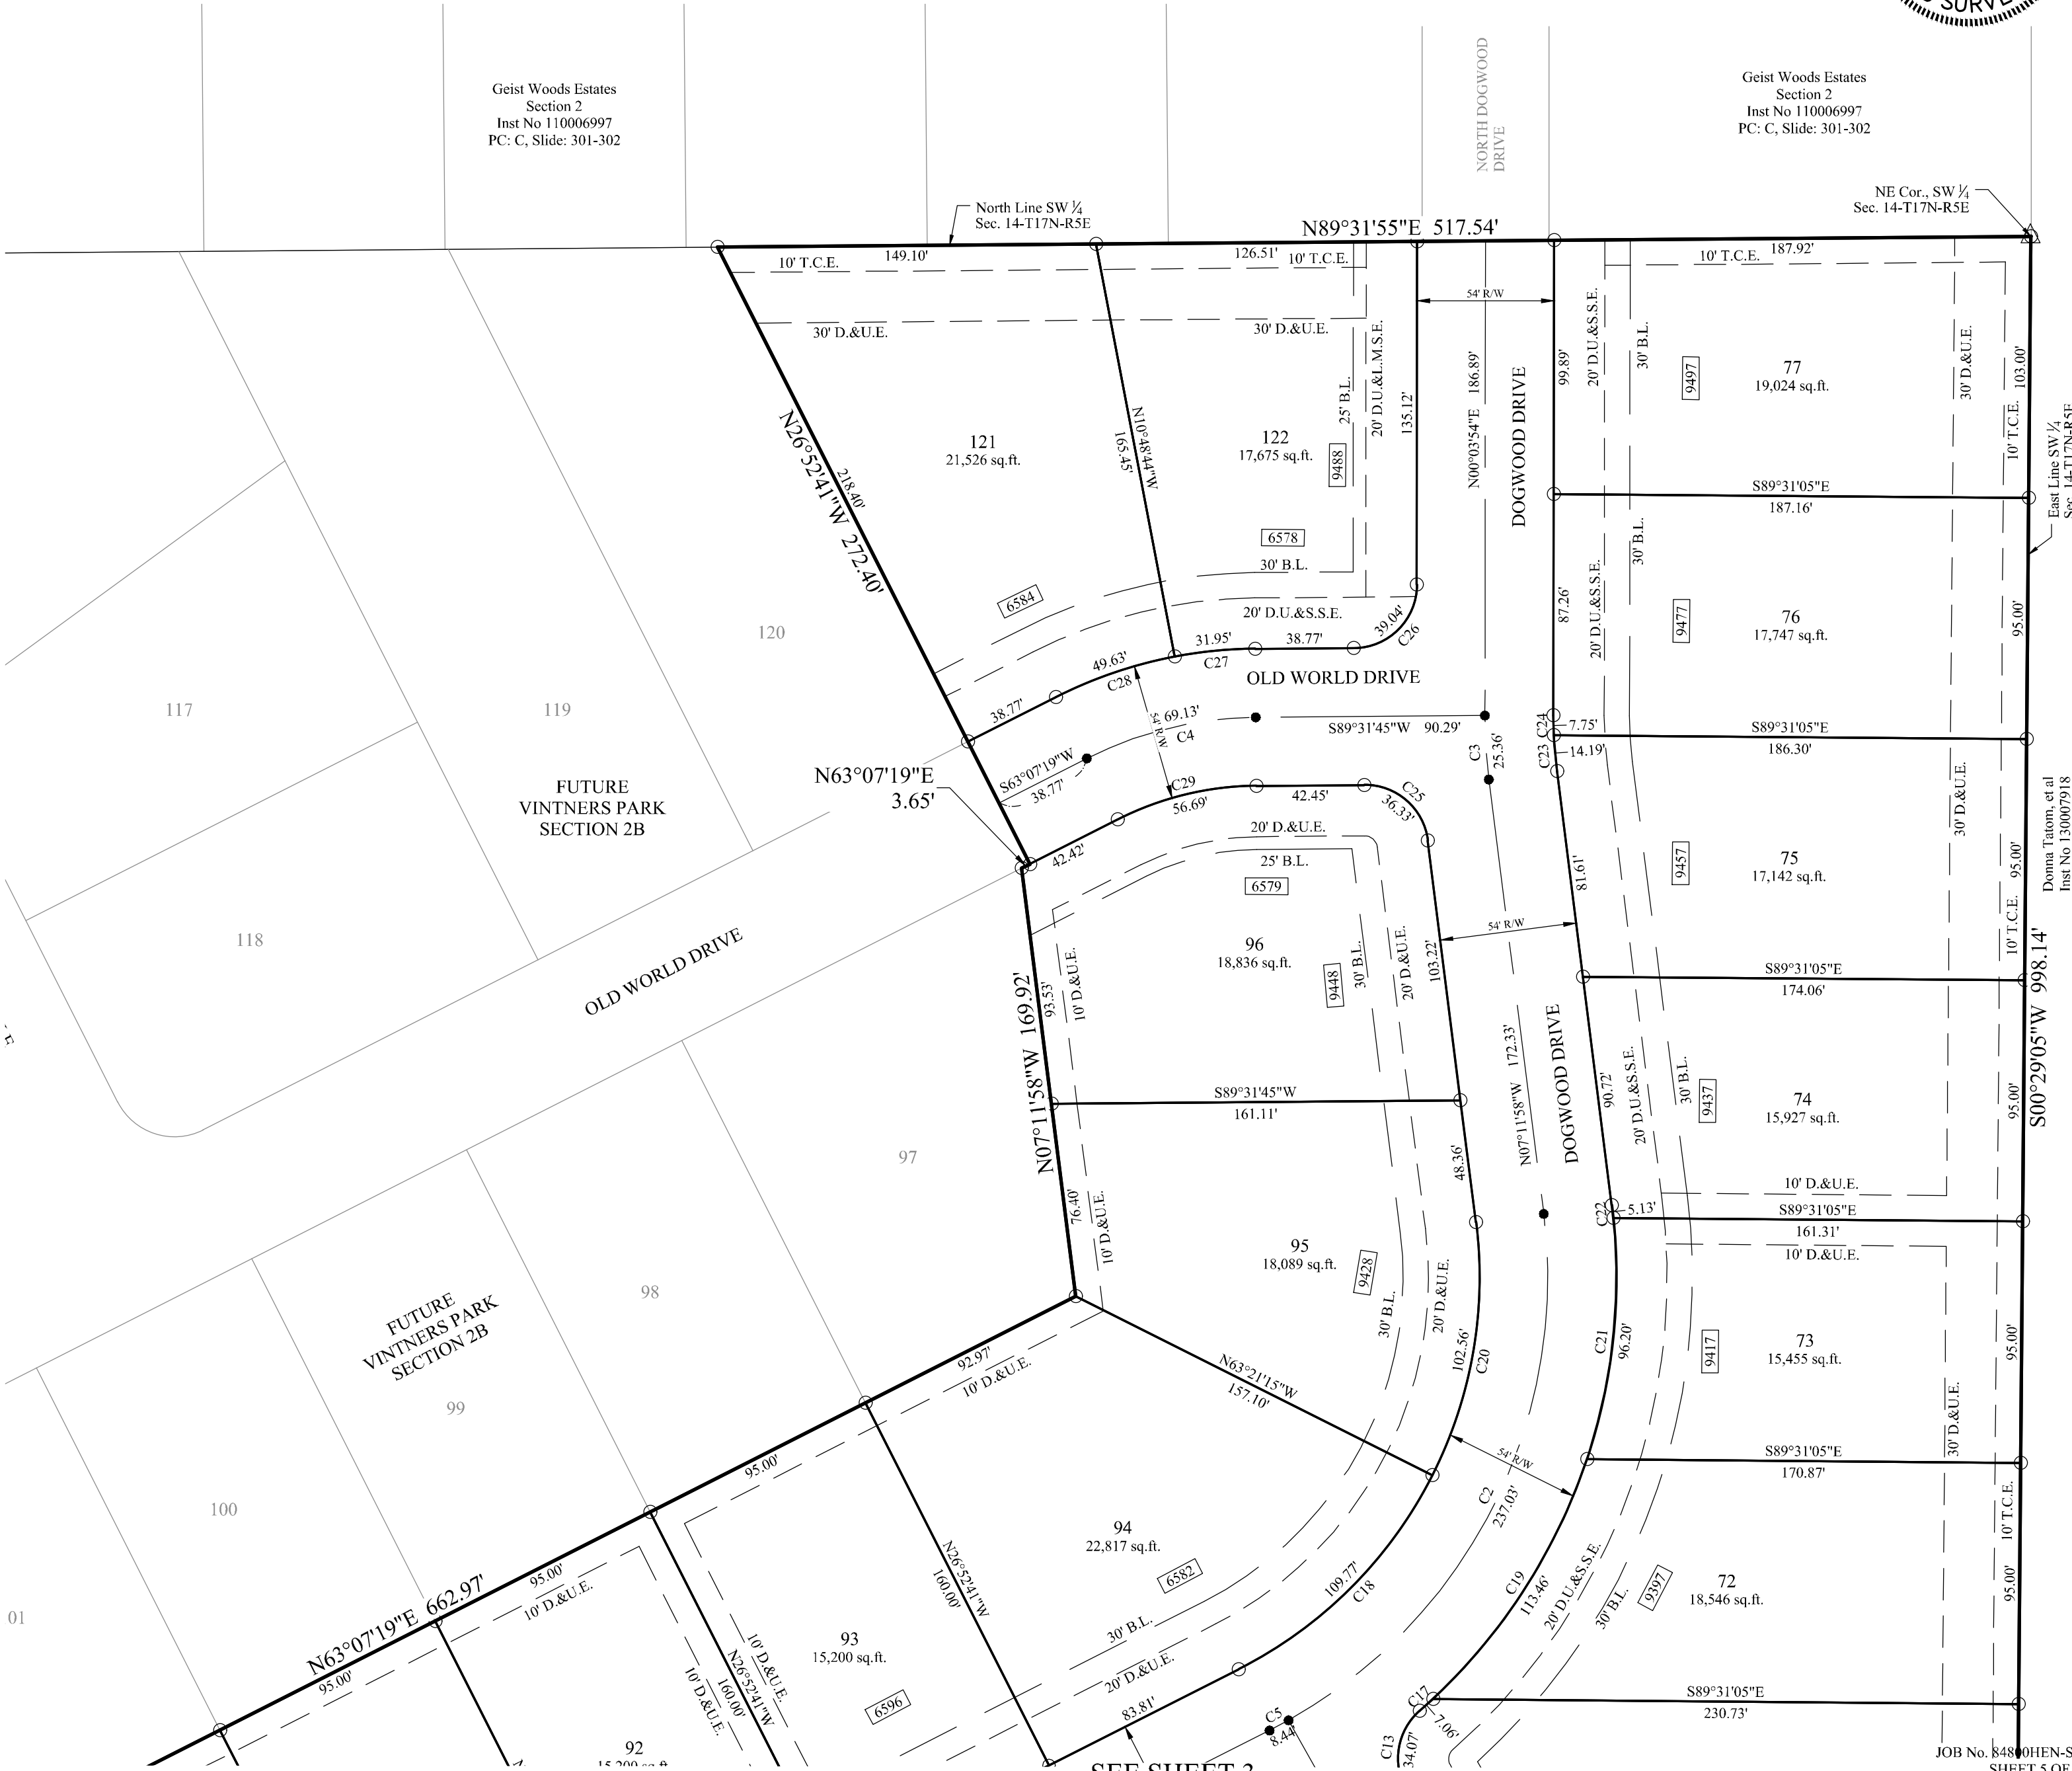 SURVE
Geist Woods Estates
Section 2
Inst No 110006997
PC: C, Slide: 301-302
NORTH DOGWOOD
DRIVE
Geist Woods Estates
Section 2
Inst No 110006997
PC: C, Slide: 301-302
North Line SW ¼
Sec. 14-T17N-R5E
NE Cor., SW ¼
Sec. 14-T17N-R5E
N89°31'55"E 517.54'
149.10'
126.51'
187.92'
10' T.C.E.
10' T.C.E.
10' T.C.E.
54' R/W
30' D.&U.E.
30' D.&U.E.
25' B.L.
20' D.U.&L.M.S.E.
135.12'
N00°03'54"E 186.89'
DOGWOOD DRIVE
99.89'
20' D.U.&S.S.E.
30' B.L.
9497
77
19,024 sq.ft.
30' D.&U.E.
103.00'
10' T.C.E.
East Line SW ¼
Sec. 14-T17N-R5E
N26°52'41"W 272.40'
218.40'
121
21,526 sq.ft.
N10°48'44"W
165.45'
122
17,675 sq.ft.
9488
6578
30' B.L.
6584
20' D.U.&S.S.E.
S89°31'05"E
187.16'
87.26'
20' D.U.&S.S.E.
30' B.L.
9477
76
17,747 sq.ft.
95.00'
117
119
120
39.04'
C26
31.95'
C27
38.77'
49.63'
C28
38.77'
OLD WORLD DRIVE
69.13'
C4
54' R/W
S89°31'45"W 90.29'
S63°07'19"W
38.77'
C3
25.36'
C24
7.75'
C23
14.19'
S89°31'05"E
186.30'
FUTURE
VINTNERS PARK
SECTION 2B
N63°07'19"E
3.65'
C29
56.69'
42.45'
C25
36.33'
42.42'
20' D.&U.E.
25' B.L.
6579
81.61'
9457
75
17,142 sq.ft.
30' D.&U.E.
95.00'
10' T.C.E.
Donna Tatom, et al
Inst No 130007918
118
OLD WORLD DRIVE
N07°11'58"W 169.92'
93.53'
10' D.&U.E.
96
18,836 sq.ft.
9448
30' B.L.
20' D.&U.E.
103.22'
54' R/W
S89°31'05"E
174.06'
S00°29'05"W 998.14'
S89°31'45"W
161.11'
N07°11'58"W 172.33'
DOGWOOD DRIVE
90.72'
20' D.U.&S.S.E.
30' B.L.
9437
74
15,927 sq.ft.
95.00'
97
76.40'
10' D.&U.E.
48.36'
C22
5.13'
10' D.&U.E.
S89°31'05"E
161.31'
10' D.&U.E.
95
18,089 sq.ft.
9428
30' B.L.
20' D.&U.E.
102.56'
C20
C21
96.20'
9417
73
15,455 sq.ft.
95.00'
98
FUTURE
VINTNERS PARK
SECTION 2B
99
92.97'
10' D.&U.E.
N63°21'15"W
157.10'
54' R/W
S89°31'05"E
170.87'
30' D.&U.E.
10' T.C.E.
100
95.00'
C2
237.03'
94
22,817 sq.ft.
6582
109.77'
C18
C19
113.46'
20' D.U.&S.S.E.
30' B.L.
9397
72
18,546 sq.ft.
95.00'
01
N63°07'19"E 662.97'
95.00'
95.00'
10' D.&U.E.
N26°52'41"W
160.00'
93
15,200 sq.ft.
6596
10' D.&U.E.
N26°52'41"W
160.00'
10' D.&U.E.
30' B.L.
20' D.&U.E.
83.81'
C17
7.06'
C5
8.44'
C13
34.07'
S89°31'05"E
230.73'
92
15,200 sq.ft.
SEE SHEET 3
JOB No. 84800HEN-S
SHEET 5 OF